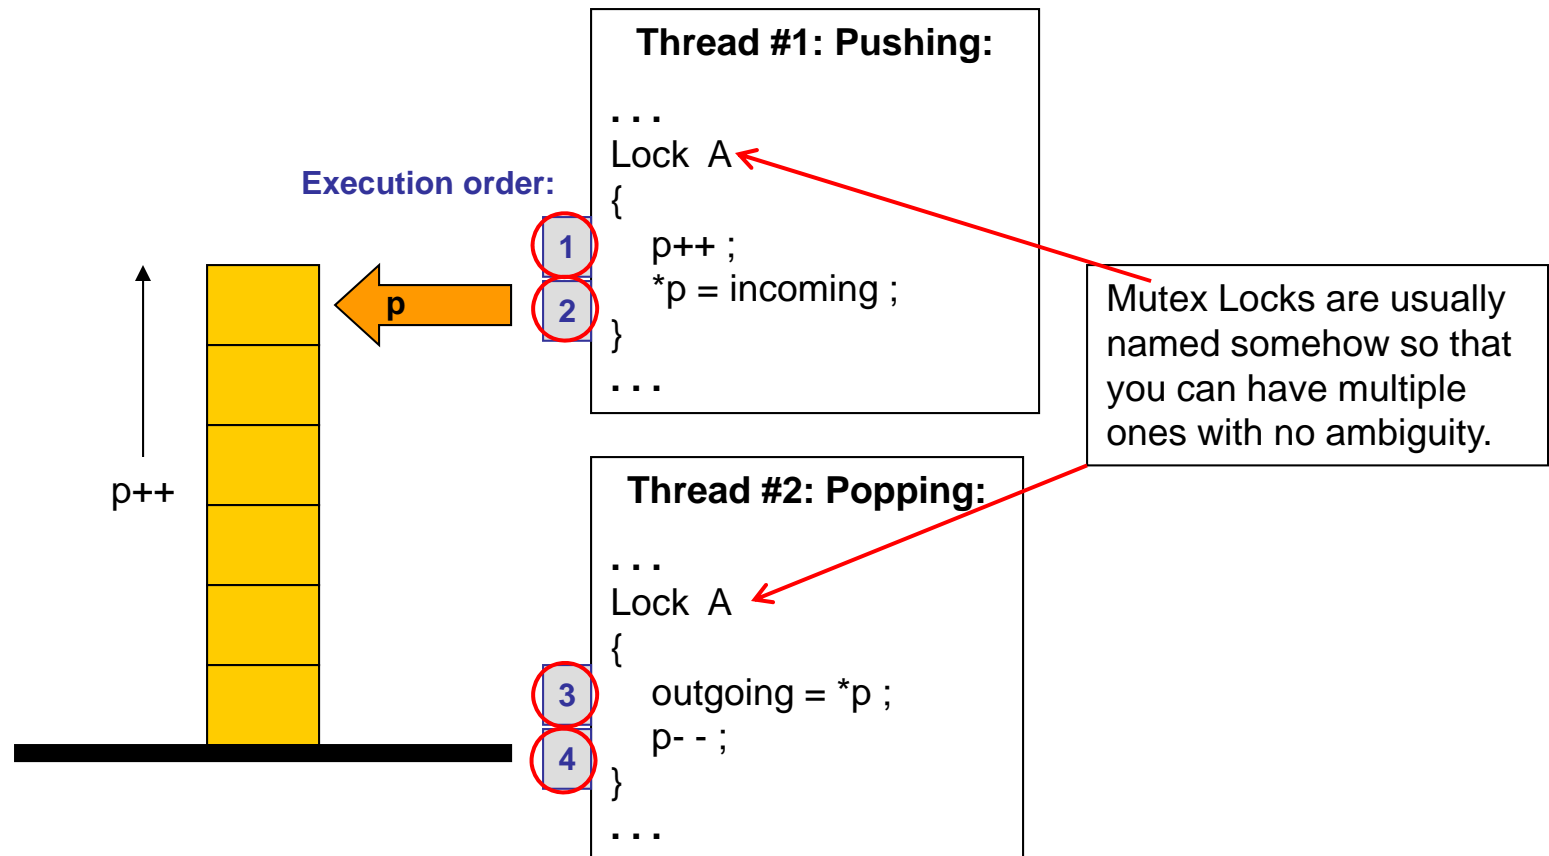 Thread #1: Pushing:
. . .
Lock A
{
p++ ;
*p = incoming ;
}
. . .
Execution order:
1
2
p
p++
Mutex Locks are usually
named somehow so that
you can have multiple
ones with no ambiguity.
Thread #2: Popping:
. . .
Lock A
{
outgoing = *p ;
p- - ;
}
. . .
3
4